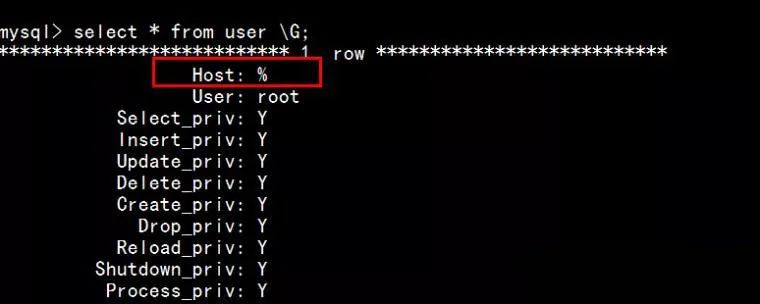 mysql> select * from user \G;
*************************** 1. row ***************************
Host: %
User: root
Select_priv: Y
Insert_priv: Y
Update_priv: Y
Delete_priv: Y
Create_priv: Y
Drop_priv: Y
Reload_priv: Y
Shutdown_priv: Y
Process_priv: Y